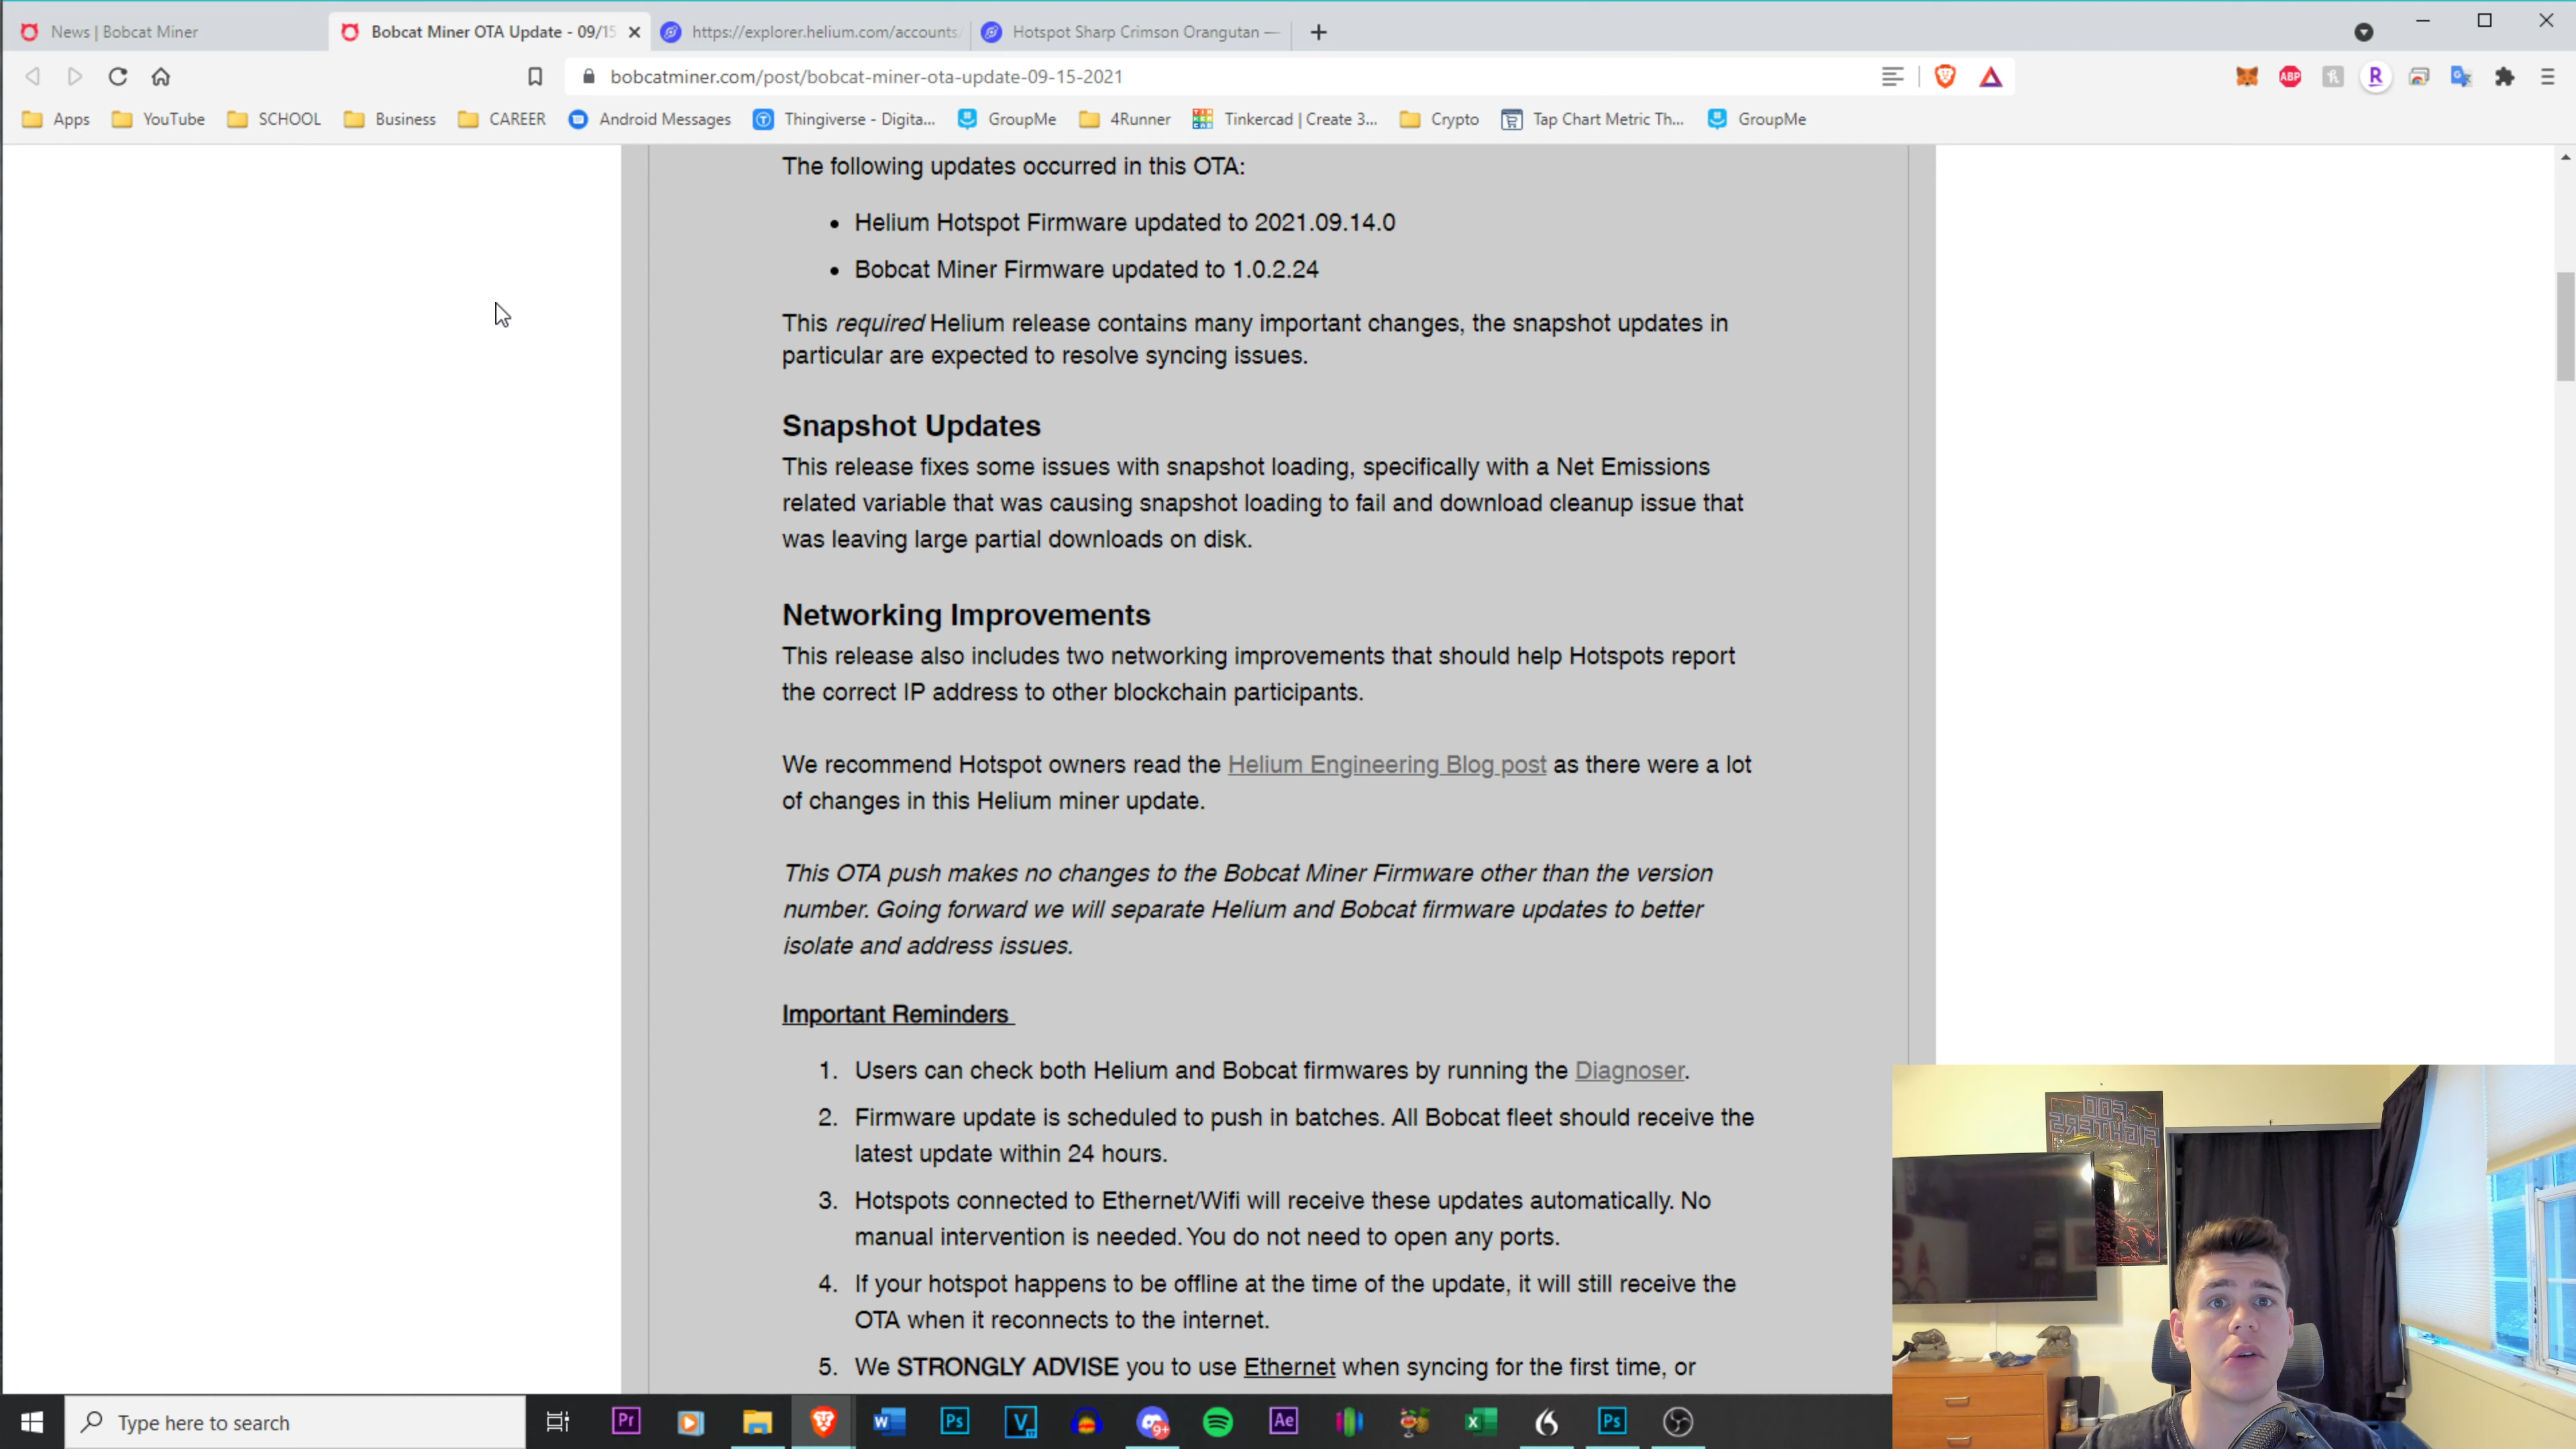 News | Bobcat Miner
Bobcat Miner OTA Update - 09/15
https://explorer.helium.com/accounts/
Hotspot Sharp Crimson Orangutan —
bobcatminer.com/post/bobcat-miner-ota-update-09-15-2021
ABP
R
Apps
YouTube
SCHOOL
Business
CAREER
Android Messages
Thingiverse - Digita...
GroupMe
4Runner
Tinkercad | Create 3...
Crypto
Tap Chart Metric Th...
GroupMe
The following updates occurred in this OTA:
• Helium Hotspot Firmware updated to 2021.09.14.0
• Bobcat Miner Firmware updated to 1.0.2.24
This required Helium release contains many important changes, the snapshot updates in
particular are expected to resolve syncing issues.
Snapshot Updates
This release fixes some issues with snapshot loading, specifically with a Net Emissions
related variable that was causing snapshot loading to fail and download cleanup issue that
was leaving large partial downloads on disk.
Networking Improvements
This release also includes two networking improvements that should help Hotspots report
the correct IP address to other blockchain participants.
We recommend Hotspot owners read the Helium Engineering Blog post as there were a lot
of changes in this Helium miner update.
This OTA push makes no changes to the Bobcat Miner Firmware other than the version
number. Going forward we will separate Helium and Bobcat firmware updates to better
isolate and address issues.
Important Reminders
1. Users can check both Helium and Bobcat firmwares by running the Diagnoser.
2. Firmware update is scheduled to push in batches. All Bobcat fleet should receive the
latest update within 24 hours.
3. Hotspots connected to Ethernet/Wifi will receive these updates automatically. No
manual intervention is needed. You do not need to open any ports.
4. If your hotspot happens to be offline at the time of the update, it will still receive the
OTA when it reconnects to the internet.
5. We STRONGLY ADVISE you to use Ethernet when syncing for the first time, or
FOO
FIGHTERS
Type here to search
Pr
W
Ps
V
17
9+
Ae
X
Ps